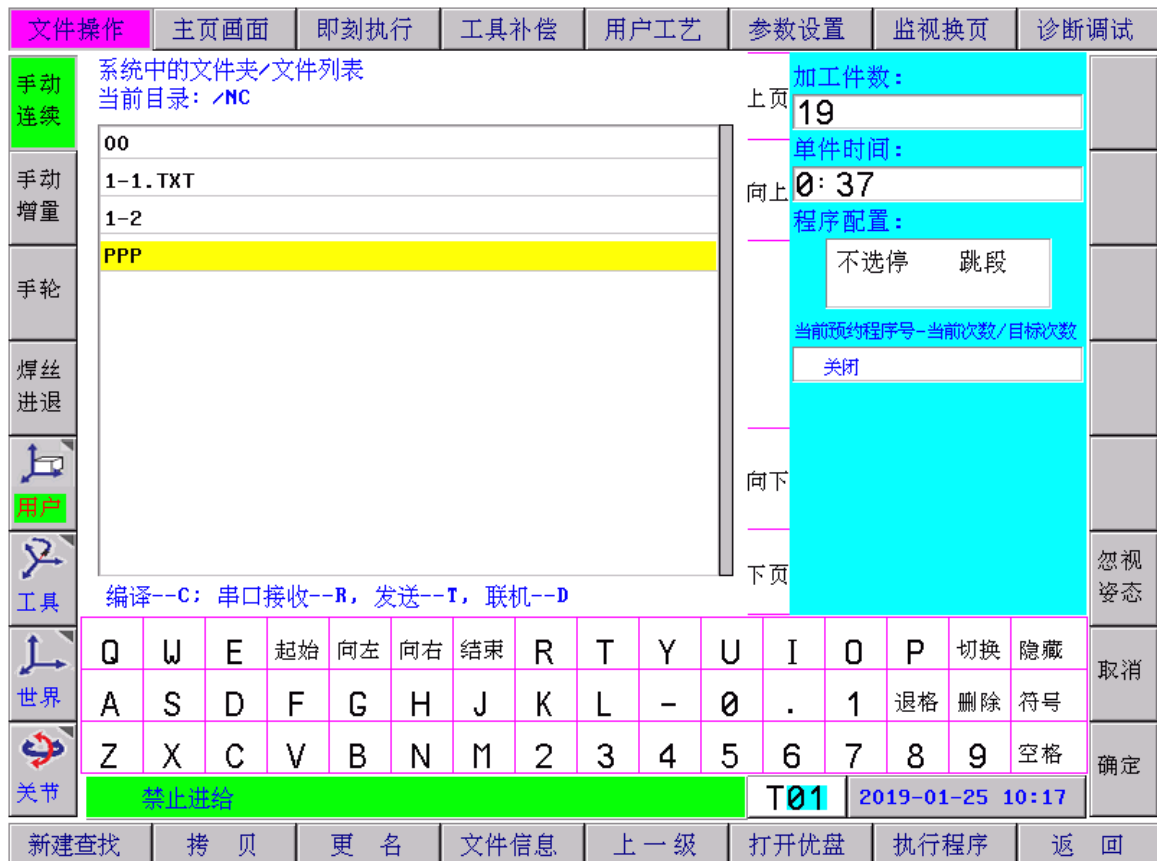 文件操作 主页画面 即刻执行 工具补偿 用户工艺 参数设置 监视换页 诊断调试
手动
连续
手动
增量
手轮
焊丝
进退
用户
工具
世界
关节
系统中的文件夹/文件列表
当前目录: /NC
00
1-1.TXT
1-2
PPP
编译--C; 串口接收--R, 发送--T, 联机--D
上页
向上
向下
下页
加工件数:
19
单件时间:
0:37
程序配置:
不选停 跳段
当前预约程序号-当前次数/目标次数
关闭
忽视
姿态
取消
确定
Q W E 起始 向左 向右 结束 R T Y U I O P 切换 隐藏
A S D F G H J K L - 0 . 1 退格 删除 符号
Z X C V B N M 2 3 4 5 6 7 8 9 空格
禁止进给 T01 2019-01-25 10:17
新建查找 拷 贝 更 名 文件信息 上一级 打开优盘 执行程序 返 回